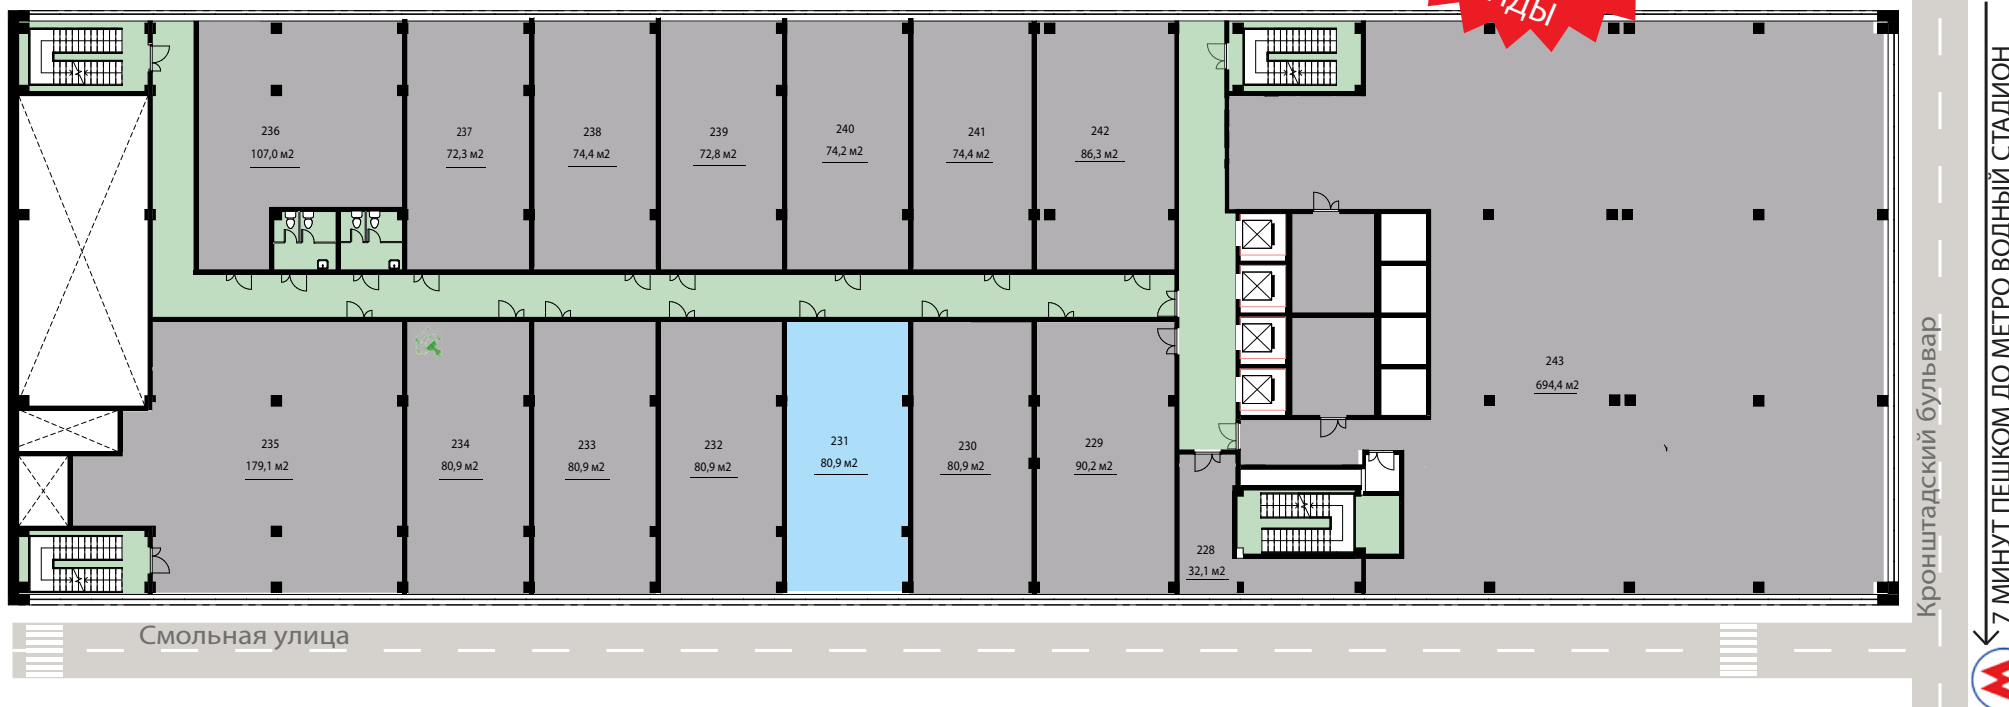 236
107,0 м2
237
72,3 м2
238
74,4 м2
239
72,8 м2
240
74,2 м2
241
74,4 м2
242
86,3 м2
243
694,4 м2
235
179,1 м2
234
80,9 м2
233
80,9 м2
232
80,9 м2
231
80,9 м2
230
80,9 м2
229
90,2 м2
228
32,1 м2
Смольная улица
Кронштадский бульвар
7 МИНУТ ПЕШКОМ ДО МЕТРО ВОДНЫЙ СТАДИОН